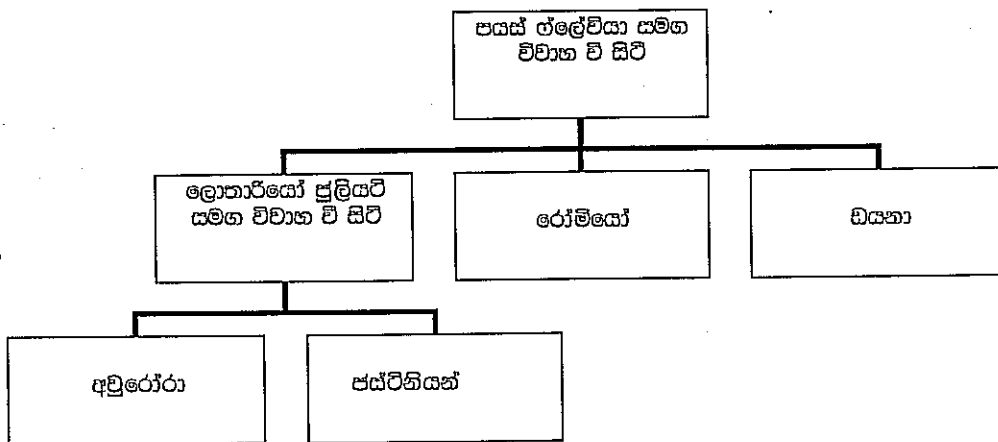 පයස් ෆ්ලේවියා සමග
විවාහ වී සිටී
ලොතාරියෝ ජුලියට්
සමග විවාහ වී සිටී
රෝමියෝ
ඩයනා
අවුරෝරා
ජස්ටිනියන්